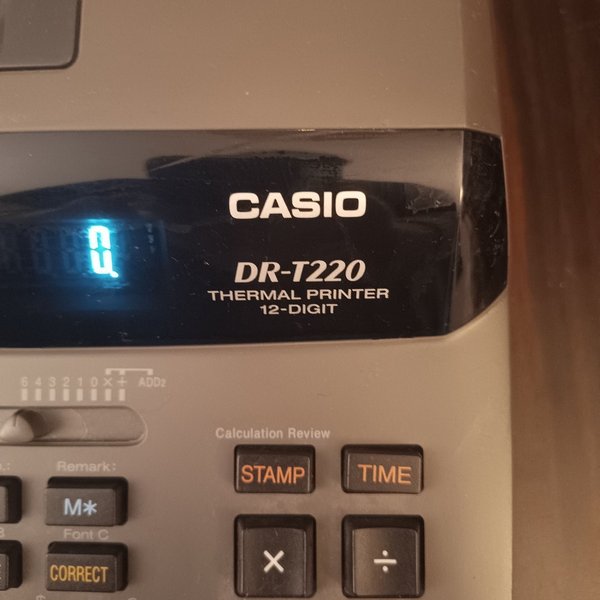 CASIO
0.
DR-T220
THERMAL PRINTER
12-DIGIT
6 4 3 2 1 0 × + ADD2
Calculation Review
STAMP TIME
Remark:
M*
Font C
× ÷
CORRECT